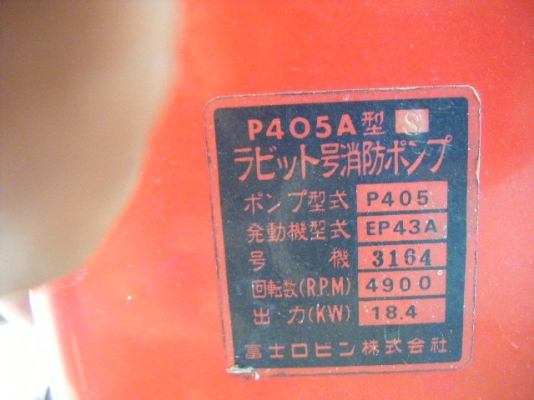 P405A型 S
ラビット号消防ポンプ
ポンプ型式 P405
発動機型式 EP43A
号機 3164
回転数(R.P.M) 4900
出力(KW) 18.4
富士ロビン株式会社